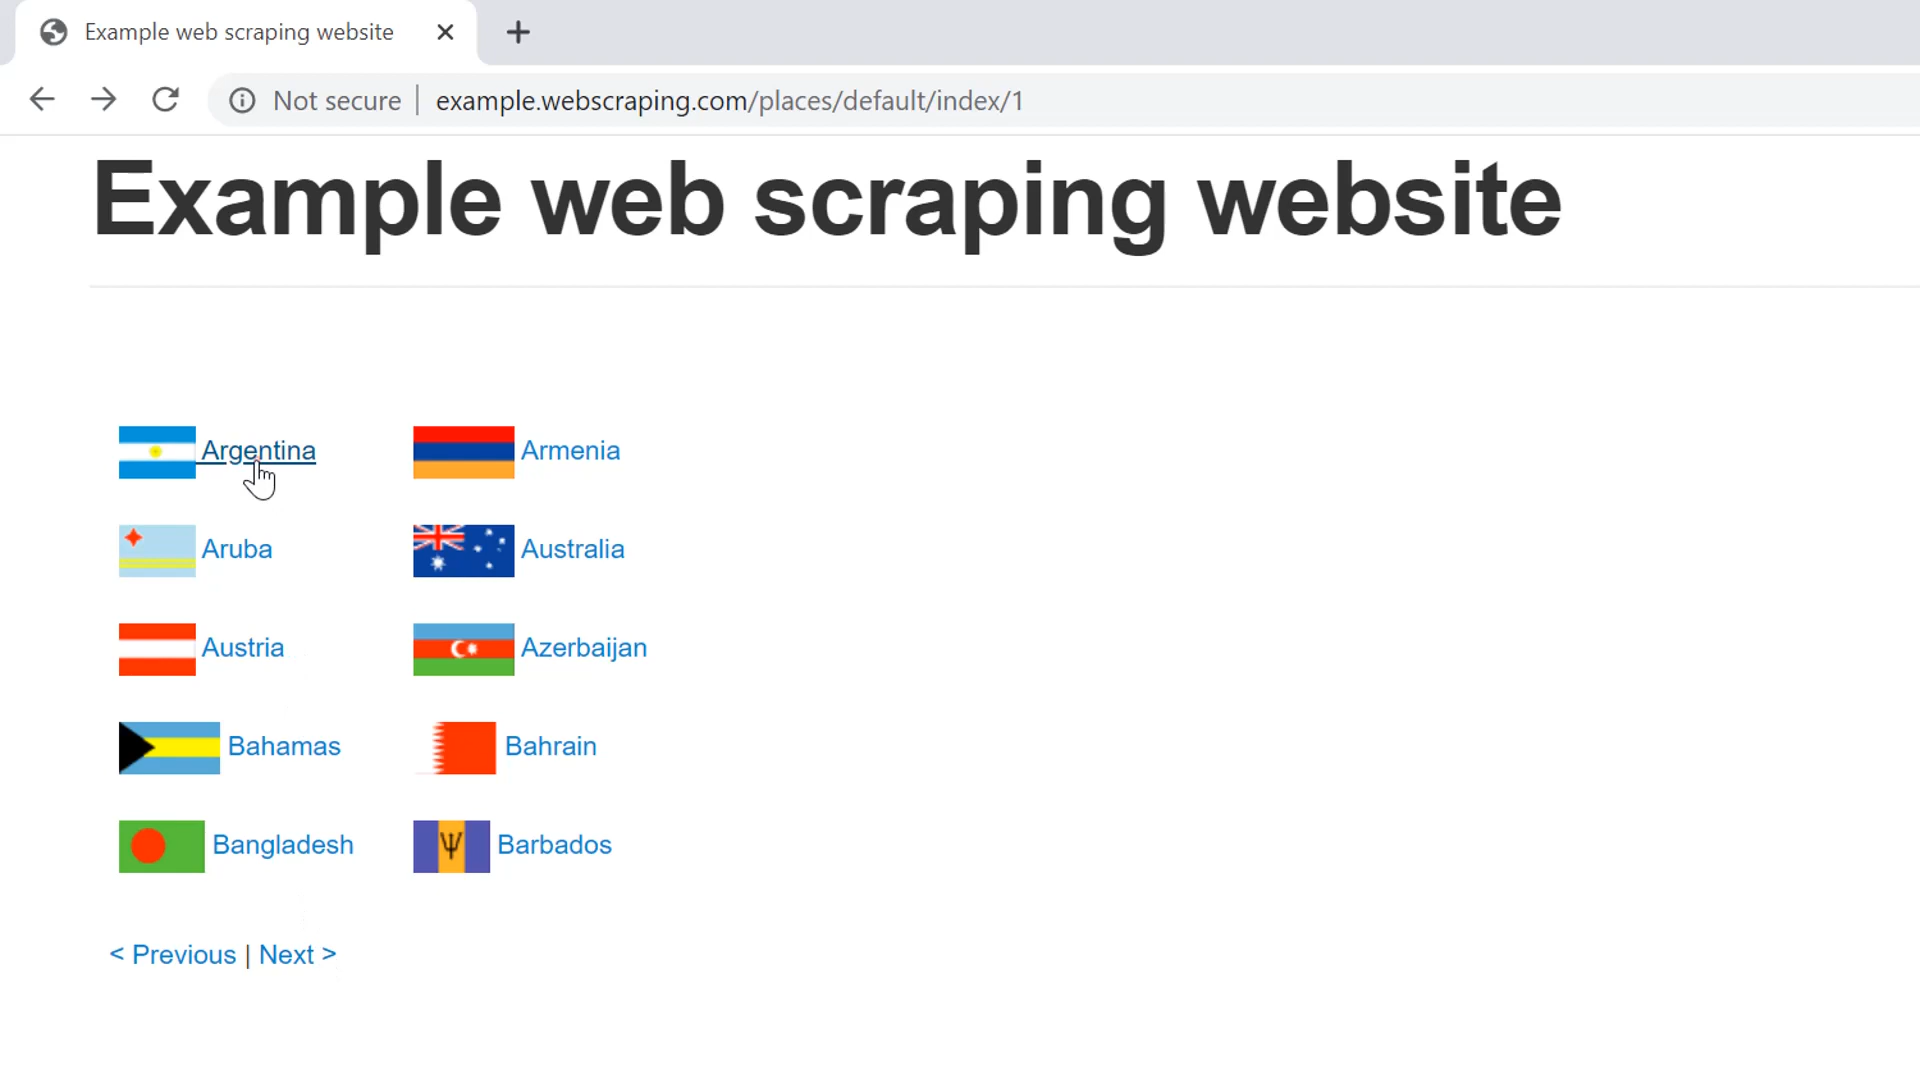 Example web scraping website
Not secure | example.webscraping.com/places/default/index/1
Example web scraping website
Argentina Armenia
Aruba Australia
Austria Azerbaijan
Bahamas Bahrain
Bangladesh Barbados
< Previous | Next >